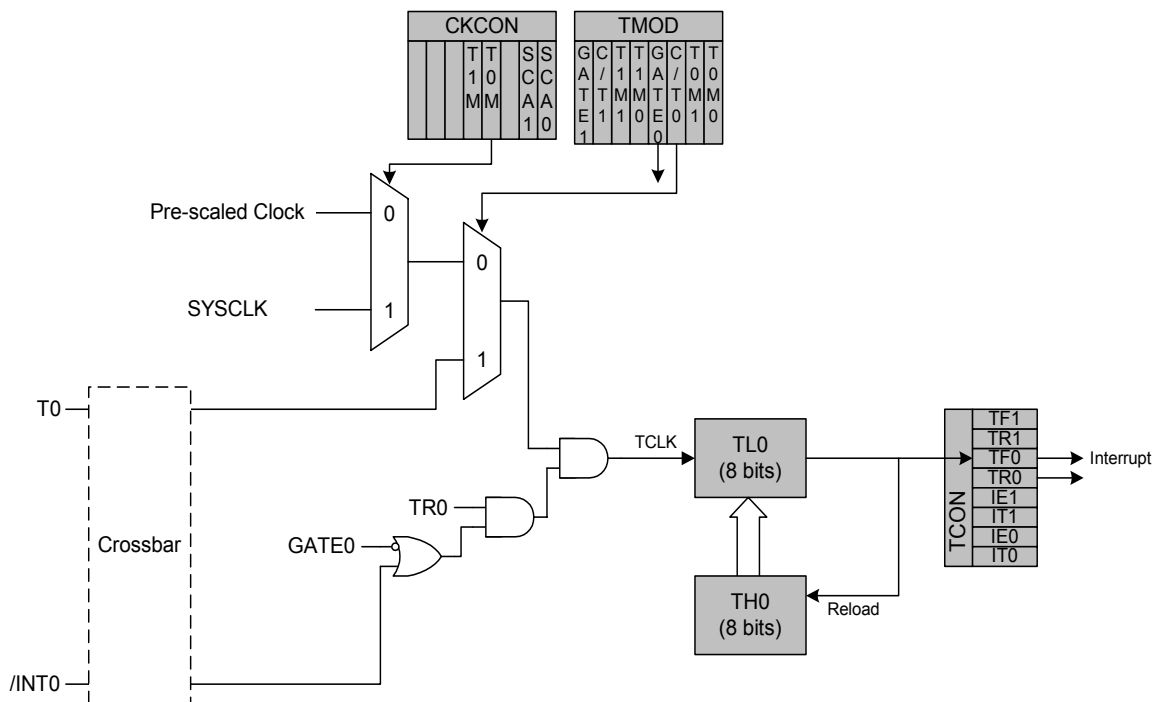 CKCON
TMOD
T1M
T0M
SCA1
SCA0
GATE1
C/T1
T1M1
T1M0
GATE0
C/T0
T0M1
T0M0
Pre-scaled Clock
0
SYSCLK
1
0
1
T0
Crossbar
/INT0
GATE0
TR0
TCLK
TL0
(8 bits)
TH0
(8 bits)
Reload
TCON
TF1
TR1
TF0
TR0
IE1
IT1
IE0
IT0
Interrupt